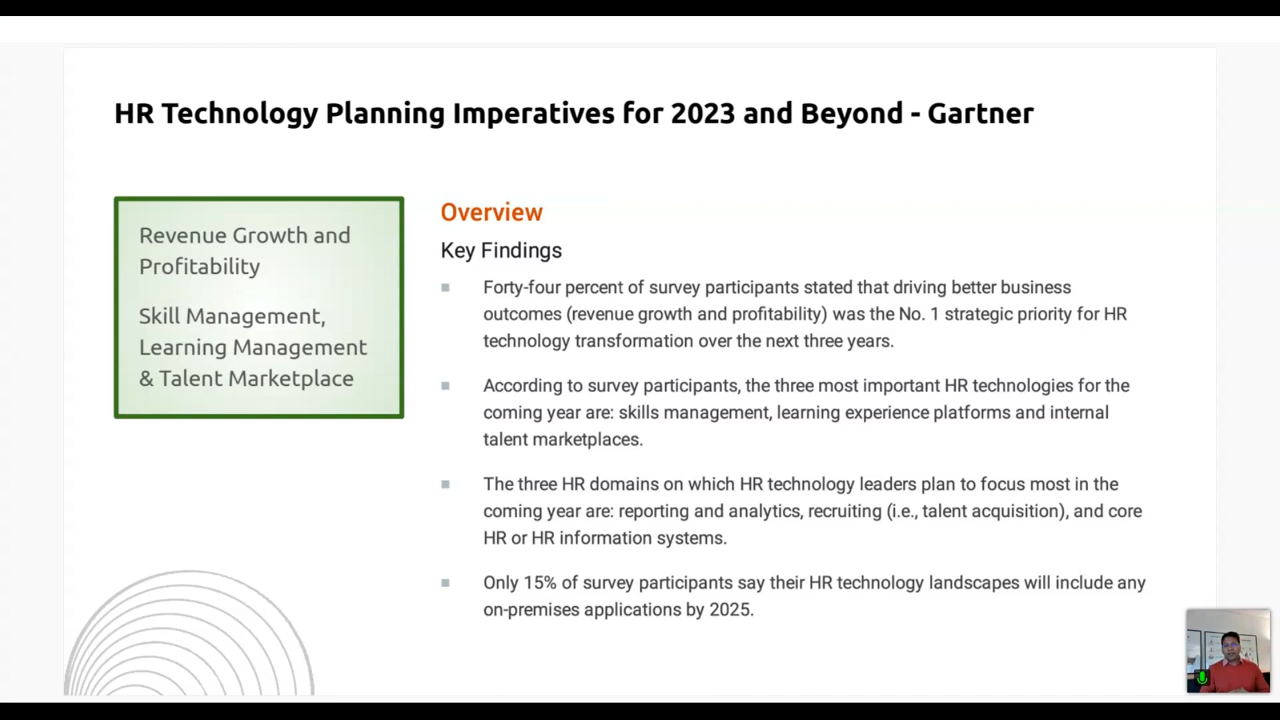 HR Technology Planning Imperatives for 2023 and Beyond - Gartner
Revenue Growth and
Profitability
Skill Management,
Learning Management
& Talent Marketplace
Overview
Key Findings
Forty-four percent of survey participants stated that driving better business
outcomes (revenue growth and profitability) was the No. 1 strategic priority for HR
technology transformation over the next three years.
According to survey participants, the three most important HR technologies for the
coming year are: skills management, learning experience platforms and internal
talent marketplaces.
The three HR domains on which HR technology leaders plan to focus most in the
coming year are: reporting and analytics, recruiting (i.e., talent acquisition), and core
HR or HR information systems.
Only 15% of survey participants say their HR technology landscapes will include any
on-premises applications by 2025.